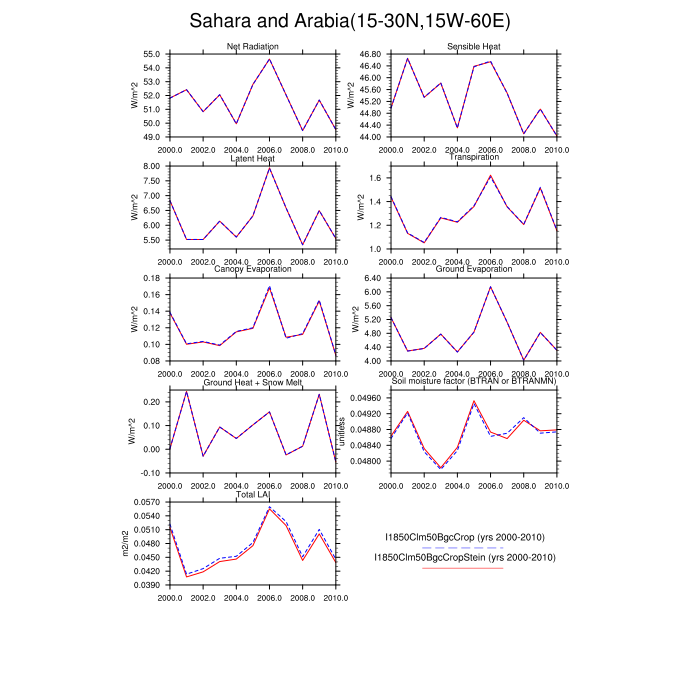 Sahara and Arabia(15-30N,15W-60E)
Net Radiation
W/m^2
55.0
54.0
53.0
52.0
51.0
50.0
49.0
2000.0 2002.0 2004.0 2006.0 2008.0 2010.0
Sensible Heat
W/m^2
46.80
46.40
46.00
45.60
45.20
44.80
44.40
44.00
2000.0 2002.0 2004.0 2006.0 2008.0 2010.0
Latent Heat
W/m^2
8.00
7.50
7.00
6.50
6.00
5.50
2000.0 2002.0 2004.0 2006.0 2008.0 2010.0
Transpiration
W/m^2
1.6
1.4
1.2
1.0
2000.0 2002.0 2004.0 2006.0 2008.0 2010.0
Canopy Evaporation
W/m^2
0.18
0.16
0.14
0.12
0.10
0.08
2000.0 2002.0 2004.0 2006.0 2008.0 2010.0
Ground Evaporation
W/m^2
6.40
5.60
4.80
4.00
2000.0 2002.0 2004.0 2006.0 2008.0 2010.0
Ground Heat + Snow Melt
W/m^2
0.20
0.10
0.00
-0.10
2000.0 2002.0 2004.0 2006.0 2008.0 2010.0
Soil moisture factor (BTRAN or BTRANMN)
unitless
0.04960
0.04920
0.04880
0.04840
0.04800
2000.0 2002.0 2004.0 2006.0 2008.0 2010.0
Total LAI
m2/m2
0.0570
0.0540
0.0510
0.0480
0.0450
0.0420
0.0390
2000.0 2002.0 2004.0 2006.0 2008.0 2010.0
I1850Clm50BgcCrop (yrs 2000-2010)
I1850Clm50BgcCropStein (yrs 2000-2010)